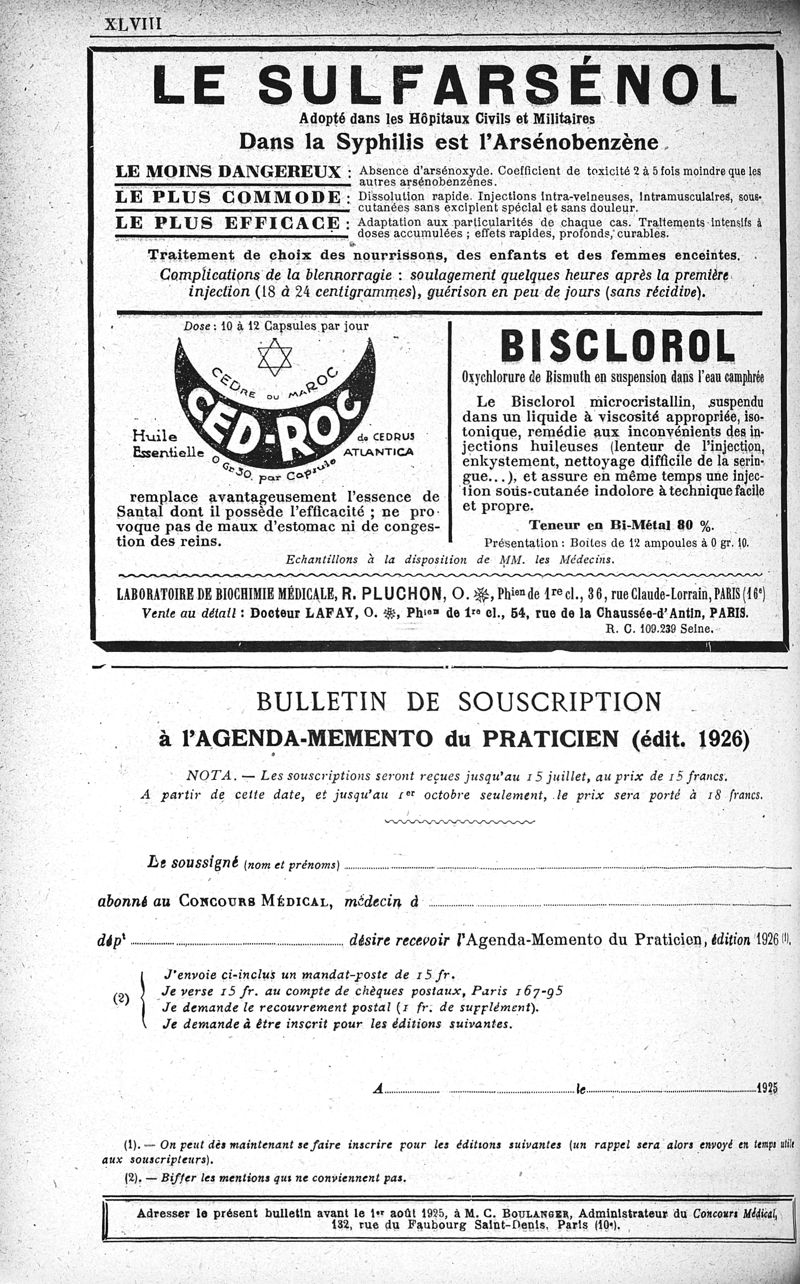 XLVIII
LE SULFARSÉNOL
Adopté dans les Hôpitaux Civils et Militaires
Dans la Syphilis est l'Arsénobenzène
LE MOINS DANGEREUX : Absence d'arsénoxyde. Coefficient de toxicité 2 à 5 fois moindre que les
autres arsénobenzènes.
LE PLUS COMMODE : Dissolution rapide. Injections intra-veineuses, intramusculaires, sous-
cutanées sans excipient spécial et sans douleur.
LE PLUS EFFICACE : Adaptation aux particularités de chaque cas. Traitements intensifs à
doses accumulées ; effets rapides, profonds, curables.
Traitement de choix des nourrissons, des enfants et des femmes enceintes.
Complications de la blennorragie : soulagement quelques heures après la première
injection (18 à 24 centigrammes), guérison en peu de jours (sans récidive).
Dose : 10 à 12 Capsules par jour
CEDRE DU MAROC
CED-ROC
Huile
Essentielle
de CEDRUS
ATLANTICA
0 Gr 30. par Capsule
remplace avantageusement l'essence de
Santal dont il possède l'efficacité ; ne pro-
voque pas de maux d'estomac ni de conges-
tion des reins.
BISCLOROL
Oxychlorure de Bismuth en suspension dans l'eau camphrée
Le Bisclorol microcristallin, suspendu
dans un liquide à viscosité appropriée, iso-
tonique, remédie aux inconvénients des in-
jections huileuses (lenteur de l'injection,
enkystement, nettoyage difficile de la serin-
gue...), et assure en même temps une injec-
tion sous-cutanée indolore à technique facile
et propre.
Teneur en Bi-Métal 80 %.
Présentation : Boites de 12 ampoules à 0 gr. 10.
Echantillons à la disposition de MM. les Médecins.
LABORATOIRE DE BIOCHIMIE MÉDICALE, R. PLUCHON, O. ❋, Phien de 1re cl., 36, rue Claude-Lorrain, PARIS (16e)
Vente au détail : Docteur LAFAY, O. ❋, Phien de 1re cl., 54, rue de la Chaussée-d'Antin, PARIS.
R. C. 109.239 Seine.
BULLETIN DE SOUSCRIPTION
à l'AGENDA-MEMENTO du PRATICIEN (édit. 1926)
NOTA. — Les souscriptions seront reçues jusqu'au 15 juillet, au prix de 15 francs.
A partir de cette date, et jusqu'au 1er octobre seulement, le prix sera porté à 18 francs.
Le soussigné (nom et prénoms)
abonné au CONCOURS MÉDICAL, médecin à
dépt désire recevoir l'Agenda-Memento du Praticien, édition 1926 (1).
(2)
J'envoie ci-inclus un mandat-poste de 15 fr.
Je verse 15 fr. au compte de chèques postaux, Paris 167-95
Je demande le recouvrement postal (1 fr. de supplément).
Je demande à être inscrit pour les éditions suivantes.
A le 1925
(1). — On peut dès maintenant se faire inscrire pour les éditions suivantes (un rappel sera alors envoyé en temps utile
aux souscripteurs).
(2). — Biffer les mentions qui ne conviennent pas.
Adresser le présent bulletin avant le 1er août 1925, à M. C. BOULANGER, Administrateur du Concours Médical,
132, rue du Faubourg Saint-Denis, Paris (10e).